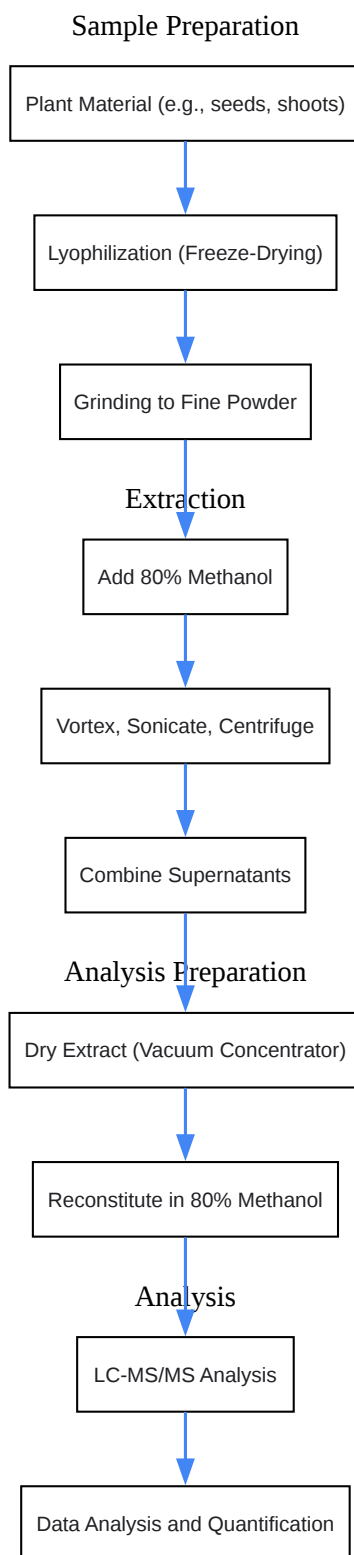 Sample Preparation
Plant Material (e.g., seeds, shoots)
Lyophilization (Freeze-Drying)
Grinding to Fine Powder
Extraction
Add 80% Methanol
Vortex, Sonicate, Centrifuge
Combine Supernatants
Analysis Preparation
Dry Extract (Vacuum Concentrator)
Reconstitute in 80% Methanol
Analysis
LC-MS/MS Analysis
Data Analysis and Quantification